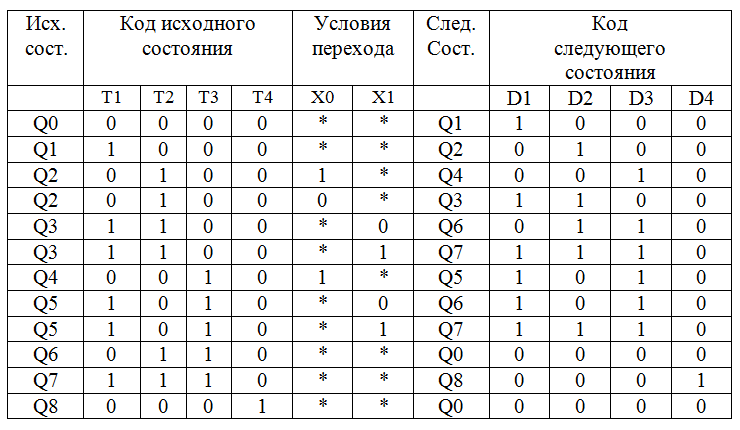 Исх. сост. Код исходного состояния Условия перехода След. Сост. Код следующего состояния
T1 T2 T3 T4 X0 X1 D1 D2 D3 D4
Q0 0 0 0 0 * * Q1 1 0 0 0
Q1 1 0 0 0 * * Q2 0 1 0 0
Q2 0 1 0 0 1 * Q4 0 0 1 0
Q2 0 1 0 0 0 * Q3 1 1 0 0
Q3 1 1 0 0 * 0 Q6 0 1 1 0
Q3 1 1 0 0 * 1 Q7 1 1 1 0
Q4 0 0 1 0 1 * Q5 1 0 1 0
Q5 1 0 1 0 * 0 Q6 1 0 1 0
Q5 1 0 1 0 * 1 Q7 1 1 1 0
Q6 0 1 1 0 * * Q0 0 0 0 0
Q7 1 1 1 0 * * Q8 0 0 0 1
Q8 0 0 0 1 * * Q0 0 0 0 0